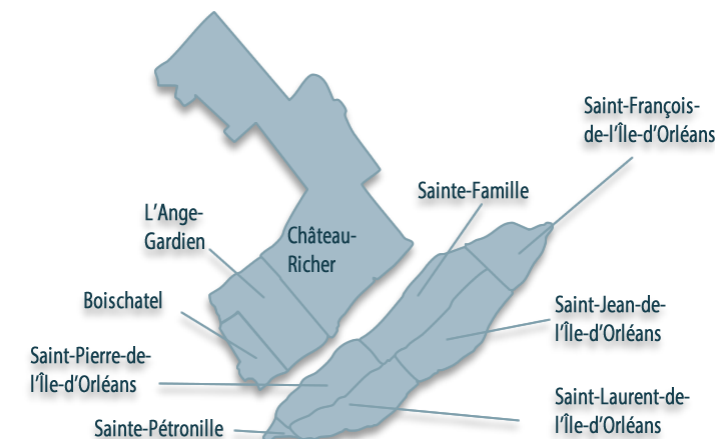 Saint-François-
de-l’Île-d’Orléans
Sainte-Famille
L’Ange-
Gardien
Château-
Richer
Boischatel
Saint-Jean-de-
l’Île-d’Orléans
Saint-Pierre-de-
l’Île-d’Orléans
Saint-Laurent-de-
l’Île-d’Orléans
Sainte-Pétronille